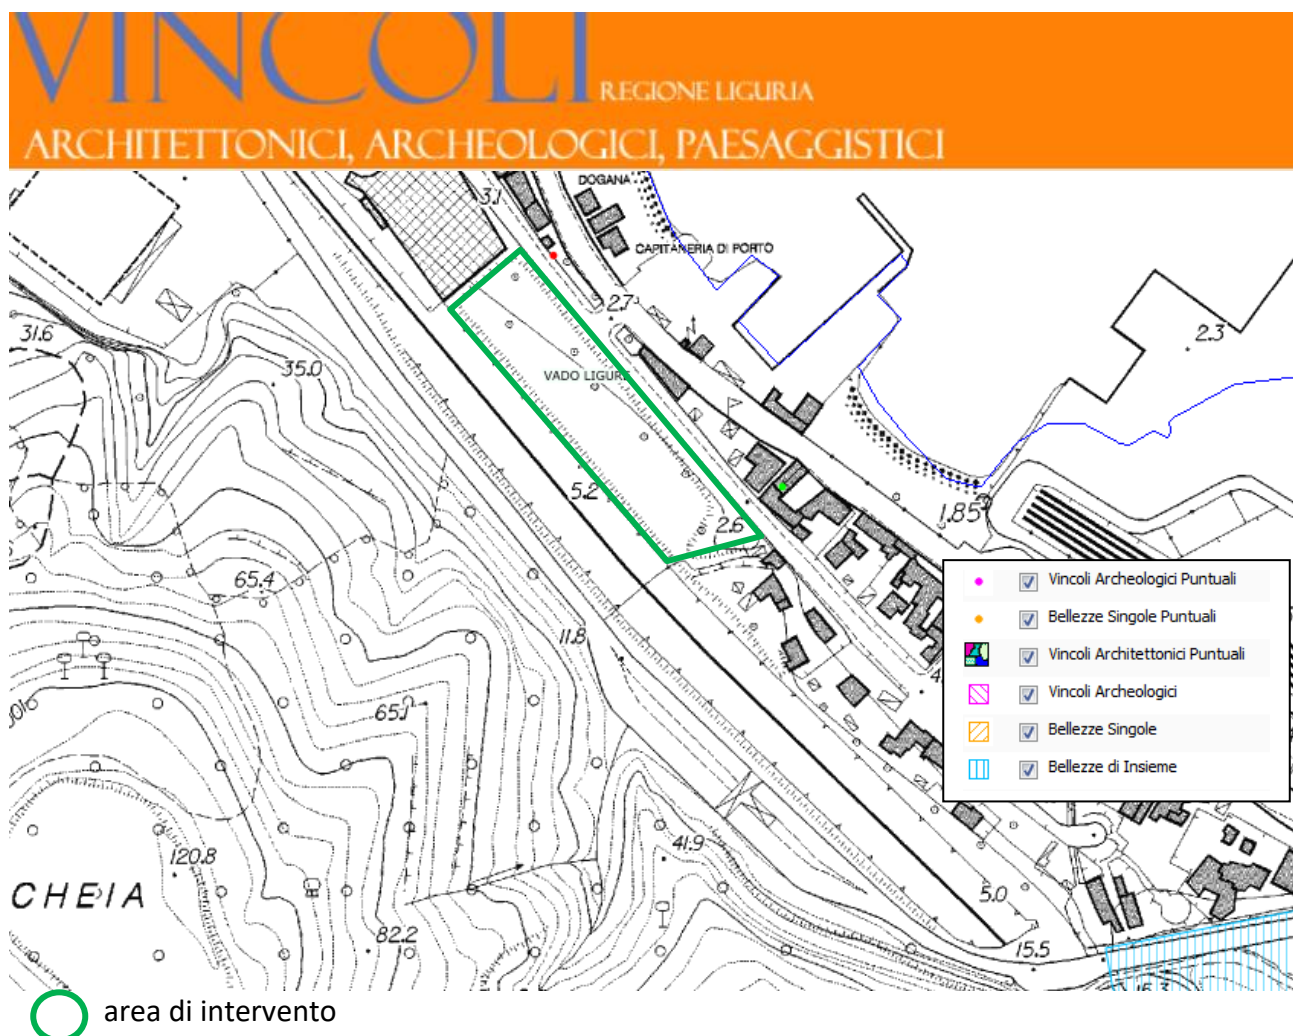 VINCOLI REGIONE LIGURIA
ARCHITETTONICI, ARCHEOLOGICI, PAESAGGISTICI
DOGANA
3.1
CAPITANERIA DI PORTO
2.7
2.3
31.6
35.0
VADO LIGURE
5.2
2.6
1.85
65.4
11.8
65.1
Vincoli Archeologici Puntuali
Bellezze Singole Puntuali
Vincoli Architettonici Puntuali
Vincoli Archeologici
Bellezze Singole
Bellezze di Insieme
120.8
41.9
CHEIA
5.0
82.2
15.5
area di intervento